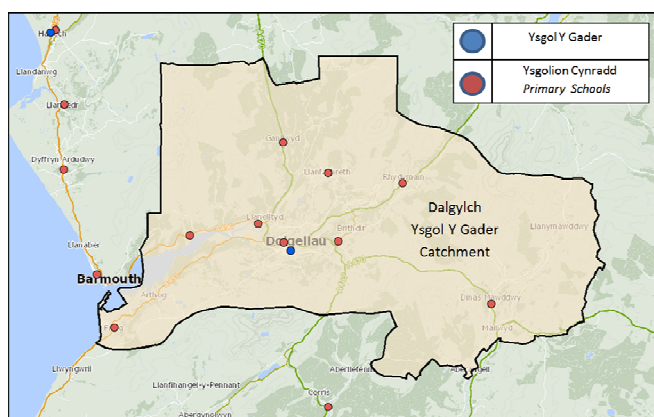 Ysgol Y Gader
Ysgolion Cynradd
Primary Schools
Harlech
Llandanwg
Llanbedr
Dyffryn Ardudwy
Ganllwyd
Llanfachreth
Rhydymain
Dalgylch
Ysgol Y Gader
Catchment
Llanelltyd
Brithdir
Llanymawddwy
Dolgellau
Llanaber
Barmouth
Arthog
Dinas Mawddwy
Mallwyd
Llwyngwril
Llanfihangel-y-Pennant
Corris
Abergynolwyn